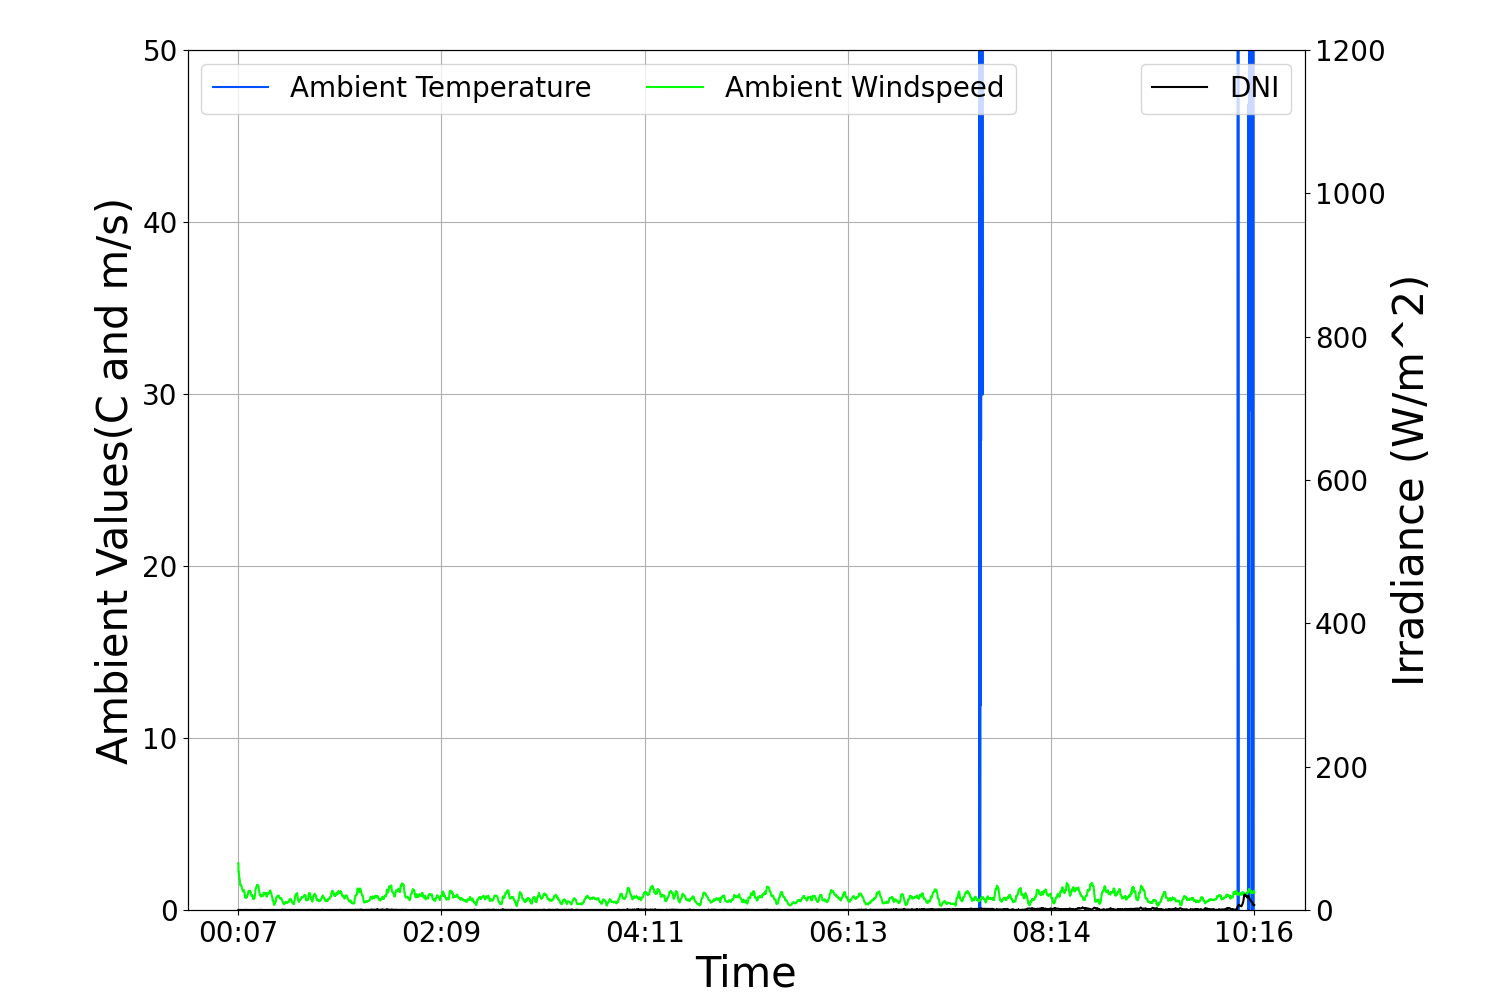 Ambient Temperature Ambient Windspeed DNI
Ambient Values(C and m/s)
50
40
30
20
10
0
1200
1000
800
600
400
200
0
Irradiance (W/m^2)
00:07 02:09 04:11 06:13 08:14 10:16
Time